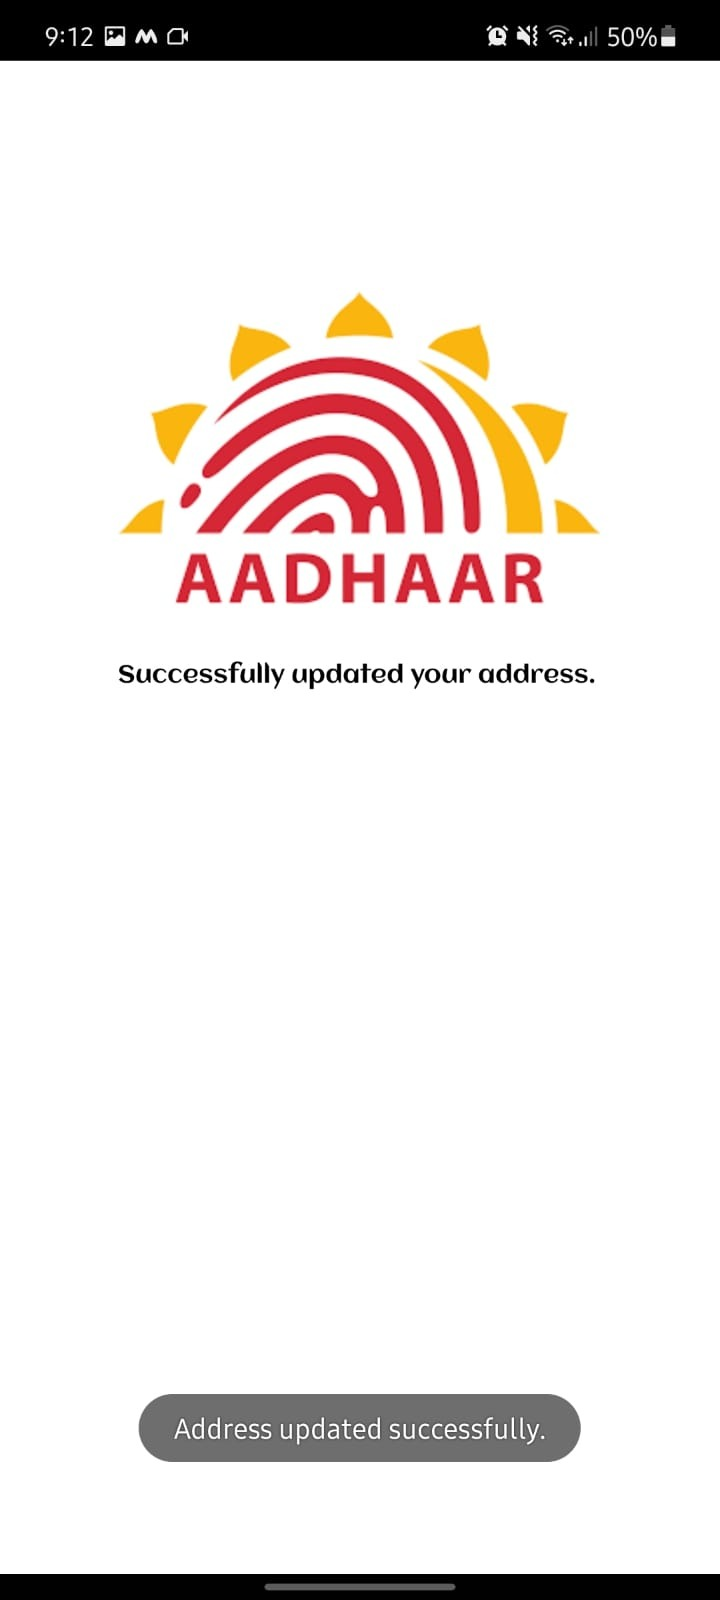 9:12 50%
AADHAAR
Successfully updated your address.
Address updated successfully.